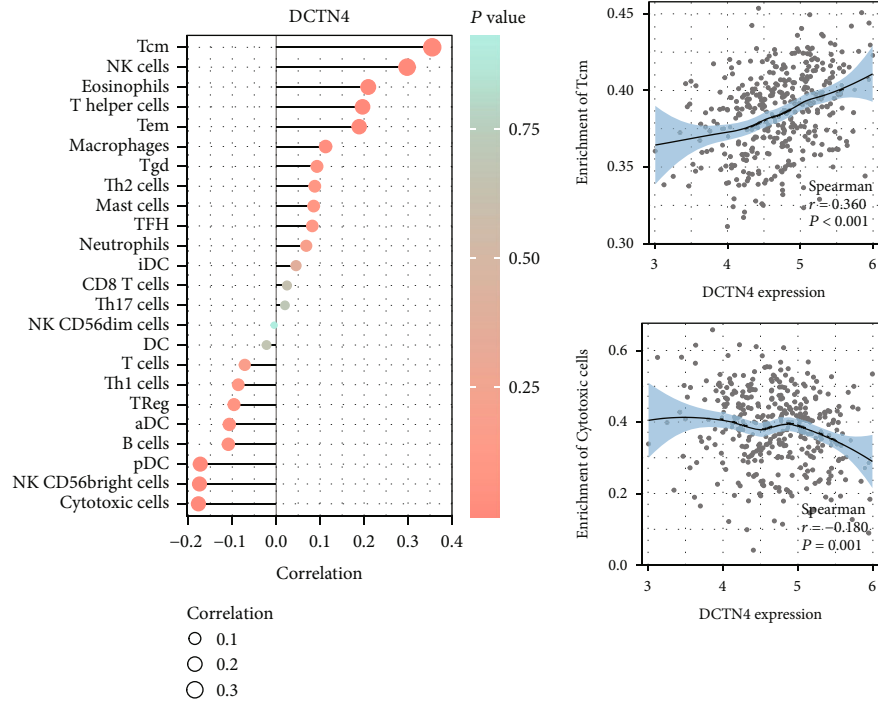 DCTN4
P value
Tcm
NK cells
Eosinophils
T helper cells
Tem
Macrophages
Tgd
Th2 cells
Mast cells
TFH
Neutrophils
iDC
CD8 T cells
Th17 cells
NK CD56dim cells
DC
T cells
Th1 cells
TReg
aDC
B cells
pDC
NK CD56bright cells
Cytotoxic cells
−0.2 −0.1 0.0 0.1 0.2 0.3 0.4
Correlation
0.75
0.50
0.25
Correlation
0.1
0.2
0.3
Enrichment of Tcm
0.45
0.40
0.35
0.30
Spearman
r = 0.360
P < 0.001
3 4 5 6
DCTN4 expression
Enrichment of Cytotoxic cells
0.6
0.4
0.2
0.0
Spearman
r = −0.180
P = 0.001
3 4 5 6
DCTN4 expression